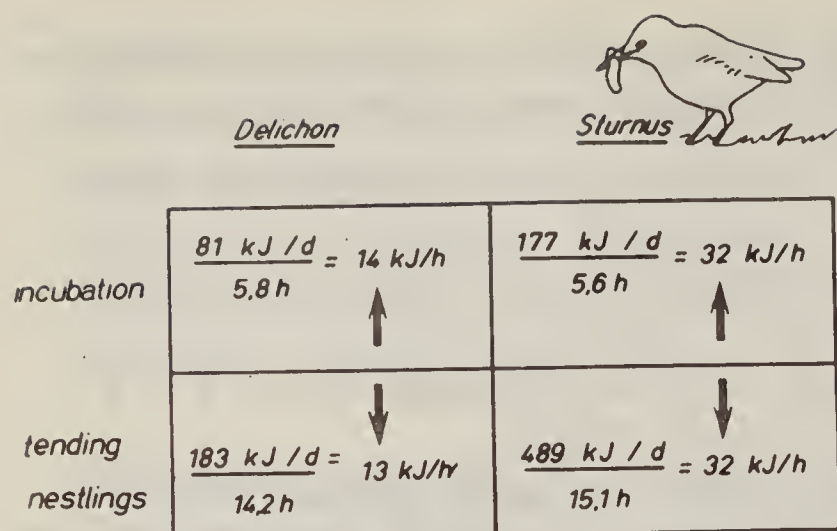 Delichon Sturnus
incubation
81 kJ / d = 14 kJ/h
5,8 h
177 kJ / d = 32 kJ/h
5,6 h
tending
nestlings
183 kJ / d = 13 kJ/h
14,2 h
489 kJ / d = 32 kJ/h
15,1 h